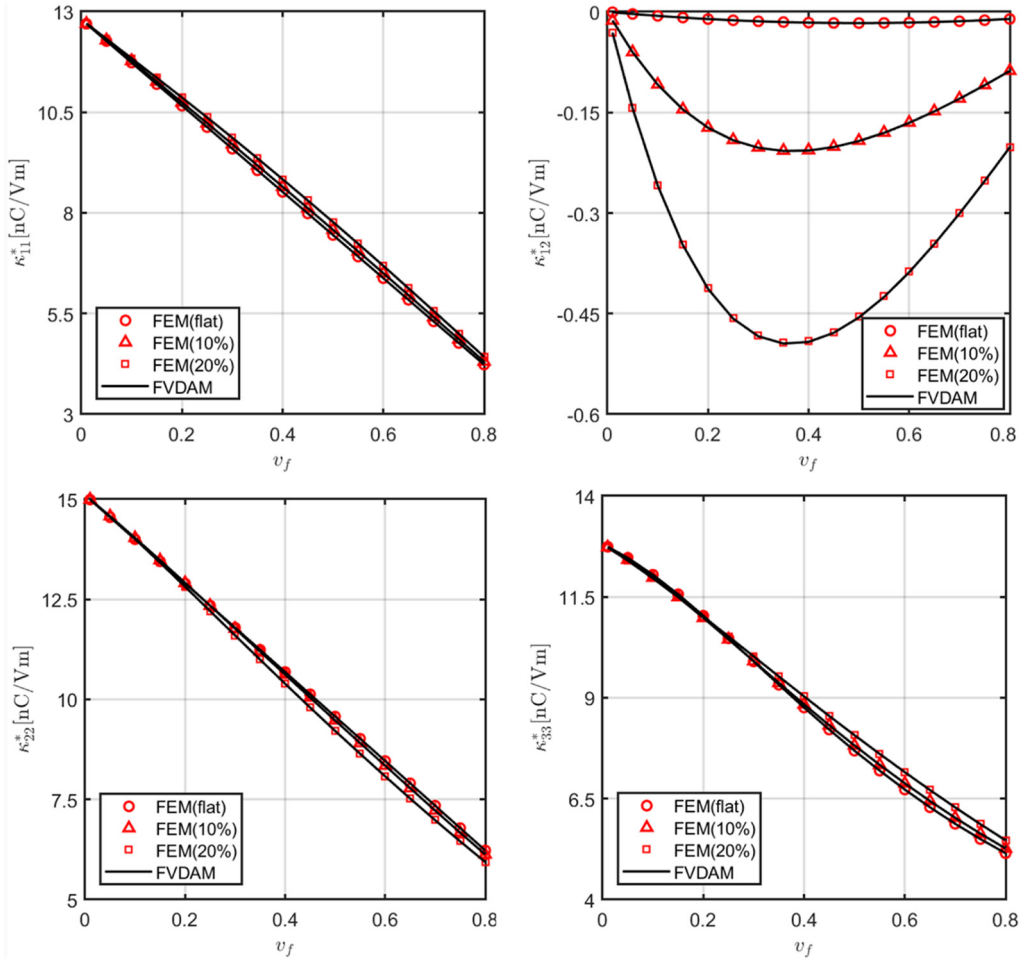 13
10.5
8
5.5
3
κ*11[nC/Vm]
FEM(flat)
FEM(10%)
FEM(20%)
FVDAM
0
0.2
0.4
0.6
0.8
v_f
0
-0.15
-0.3
-0.45
-0.6
κ*12[nC/Vm]
FEM(flat)
FEM(10%)
FEM(20%)
FVDAM
0
0.2
0.4
0.6
0.8
v_f
15
12.5
10
7.5
5
κ*22[nC/Vm]
FEM(flat)
FEM(10%)
FEM(20%)
FVDAM
0
0.2
0.4
0.6
0.8
v_f
14
11.5
9
6.5
4
κ*33[nC/Vm]
FEM(flat)
FEM(10%)
FEM(20%)
FVDAM
0
0.2
0.4
0.6
0.8
v_f